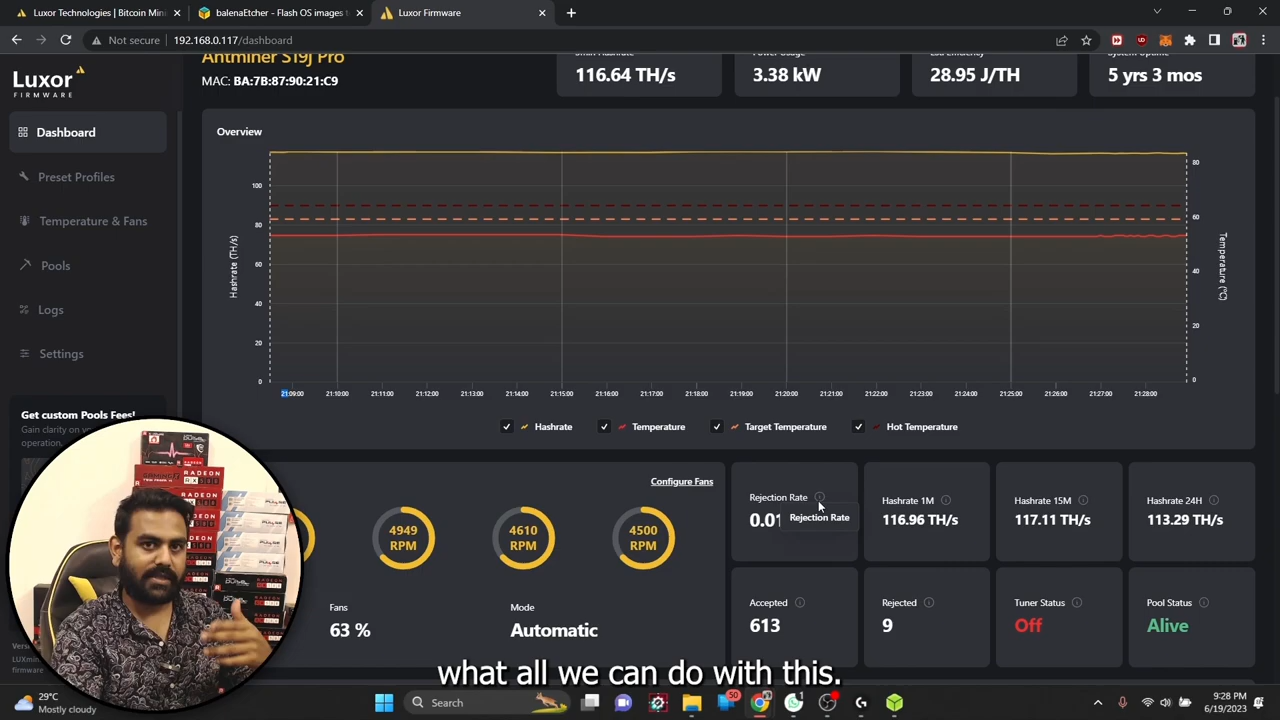 Luxor Technologies | Bitcoin Mini
balenaEtcher - Flash OS images to
Luxor Firmware
Not secure
192.168.0.117/dashboard
Luxor
FIRMWARE
Antminer S19J Pro
MAC: BA:7B:87:90:21:C9
116.64 TH/s
3.38 kW
28.95 J/TH
5 yrs 3 mos
Dashboard
Preset Profiles
Temperature & Fans
Pools
Logs
Settings
Get custom Pools Fees!
Gain clarity on
operation.
Overview
100
80
60
40
20
0
Hashrate (TH/s)
80
60
40
20
0
Temperature (°C)
21:09:00
21:10:00
21:11:00
21:12:00
21:13:00
21:14:00
21:15:00
21:16:00
21:17:00
21:18:00
21:19:00
21:20:00
21:21:00
21:22:00
21:23:00
21:24:00
21:25:00
21:26:00
21:27:00
21:28:00
Hashrate
Temperature
Target Temperature
Hot Temperature
Configure Fans
4949
RPM
4610
RPM
4500
RPM
Fans
63 %
Mode
Automatic
Rejection Rate
0.01
Rejection Rate
Hashrate 1M
116.96 TH/s
Hashrate 15M
117.11 TH/s
Hashrate 24H
113.29 TH/s
Accepted
613
Rejected
9
Tuner Status
Off
Pool Status
Alive
RADEON
RADEON
what all we can do with this.
29°C
Mostly cloudy
Search
50
1
9:28 PM
6/19/2023